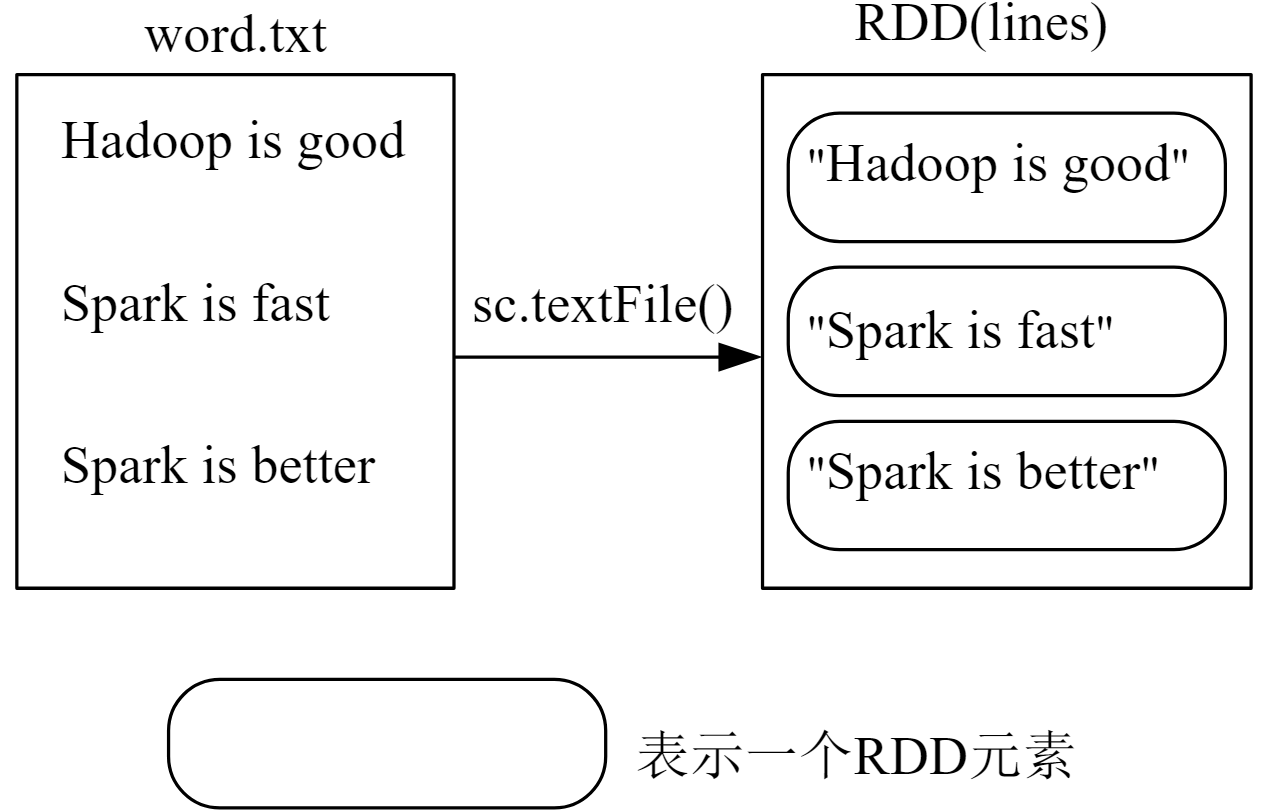 word.txt
Hadoop is good
Spark is fast
Spark is better
sc.textFile()
RDD(lines)
"Hadoop is good"
"Spark is fast"
"Spark is better"
表示一个RDD元素